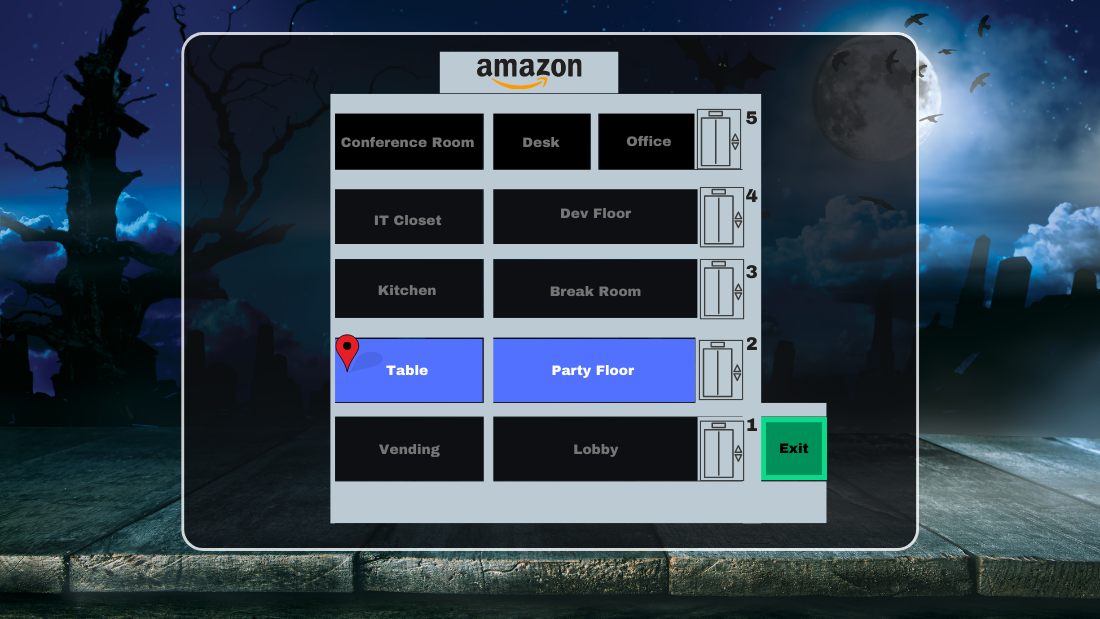 amazon
Conference Room
Desk
Office
5
IT Closet
Dev Floor
4
Kitchen
Break Room
3
Table
Party Floor
2
Vending
Lobby
1
Exit